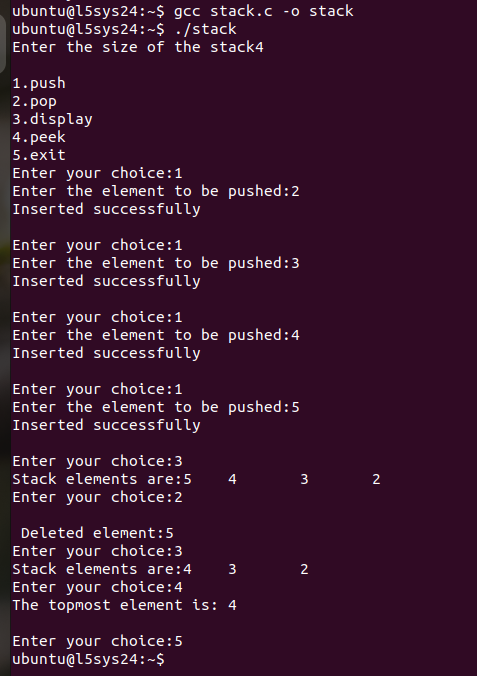 ubuntu@l5sys24:~$ gcc stack.c -o stack
ubuntu@l5sys24:~$ ./stack
Enter the size of the stack4
1.push
2.pop
3.display
4.peek
5.exit
Enter your choice:1
Enter the element to be pushed:2
Inserted successfully
Enter your choice:1
Enter the element to be pushed:3
Inserted successfully
Enter your choice:1
Enter the element to be pushed:4
Inserted successfully
Enter your choice:1
Enter the element to be pushed:5
Inserted successfully
Enter your choice:3
Stack elements are:5    4       3       2
Enter your choice:2
 Deleted element:5
Enter your choice:3
Stack elements are:4    3       2
Enter your choice:4
The topmost element is: 4
Enter your choice:5
ubuntu@l5sys24:~$